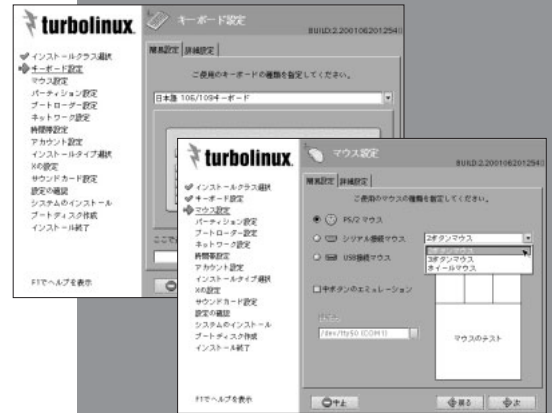 turbolinux.
キーボード設定
BUILD:2.2001062012540
インストールクラス選択
キーボード設定
マウス設定
パーティション設定
ブートローダー設定
ネットワーク設定
時間帯設定
アカウント設定
インストールタイプ選択
Xの設定
サウンドカード設定
設定の確認
システムのインストール
ブートディスク作成
インストール終了
F1でヘルプを表示
簡易設定 詳細設定
ご使用のキーボードの種類を指定してください。
日本語 106/109キーボード
ここで
turbolinux.
マウス設定
BUILD:2.2001062012540
インストールクラス選択
キーボード設定
マウス設定
パーティション設定
ブートローダー設定
ネットワーク設定
時間帯設定
アカウント設定
インストールタイプ選択
Xの設定
サウンドカード設定
設定の確認
システムのインストール
ブートディスク作成
インストール終了
F1でヘルプを表示
簡易設定 詳細設定
ご使用のマウスの種類を指定してください。
PS/2 マウス
シリアル接続マウス
2ボタンマウス
2ボタンマウス
3ボタンマウス
ホイールマウス
USB接続マウス
中ボタンのエミュレーション
/dev/ttyS0 (COM1)
マウスのテスト
中止
戻る
次